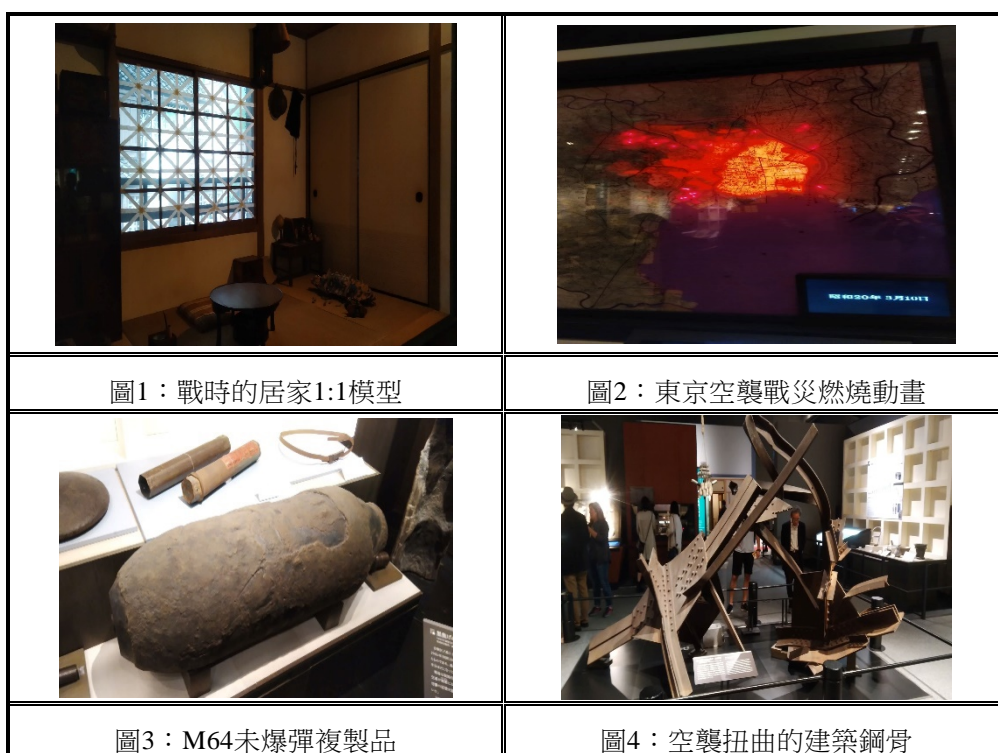 昭和20年 3月10日
圖1：戰時的居家1:1模型
圖2：東京空襲戰災燃燒動畫
圖3：M64未爆彈複製品
圖4：空襲扭曲的建築鋼骨